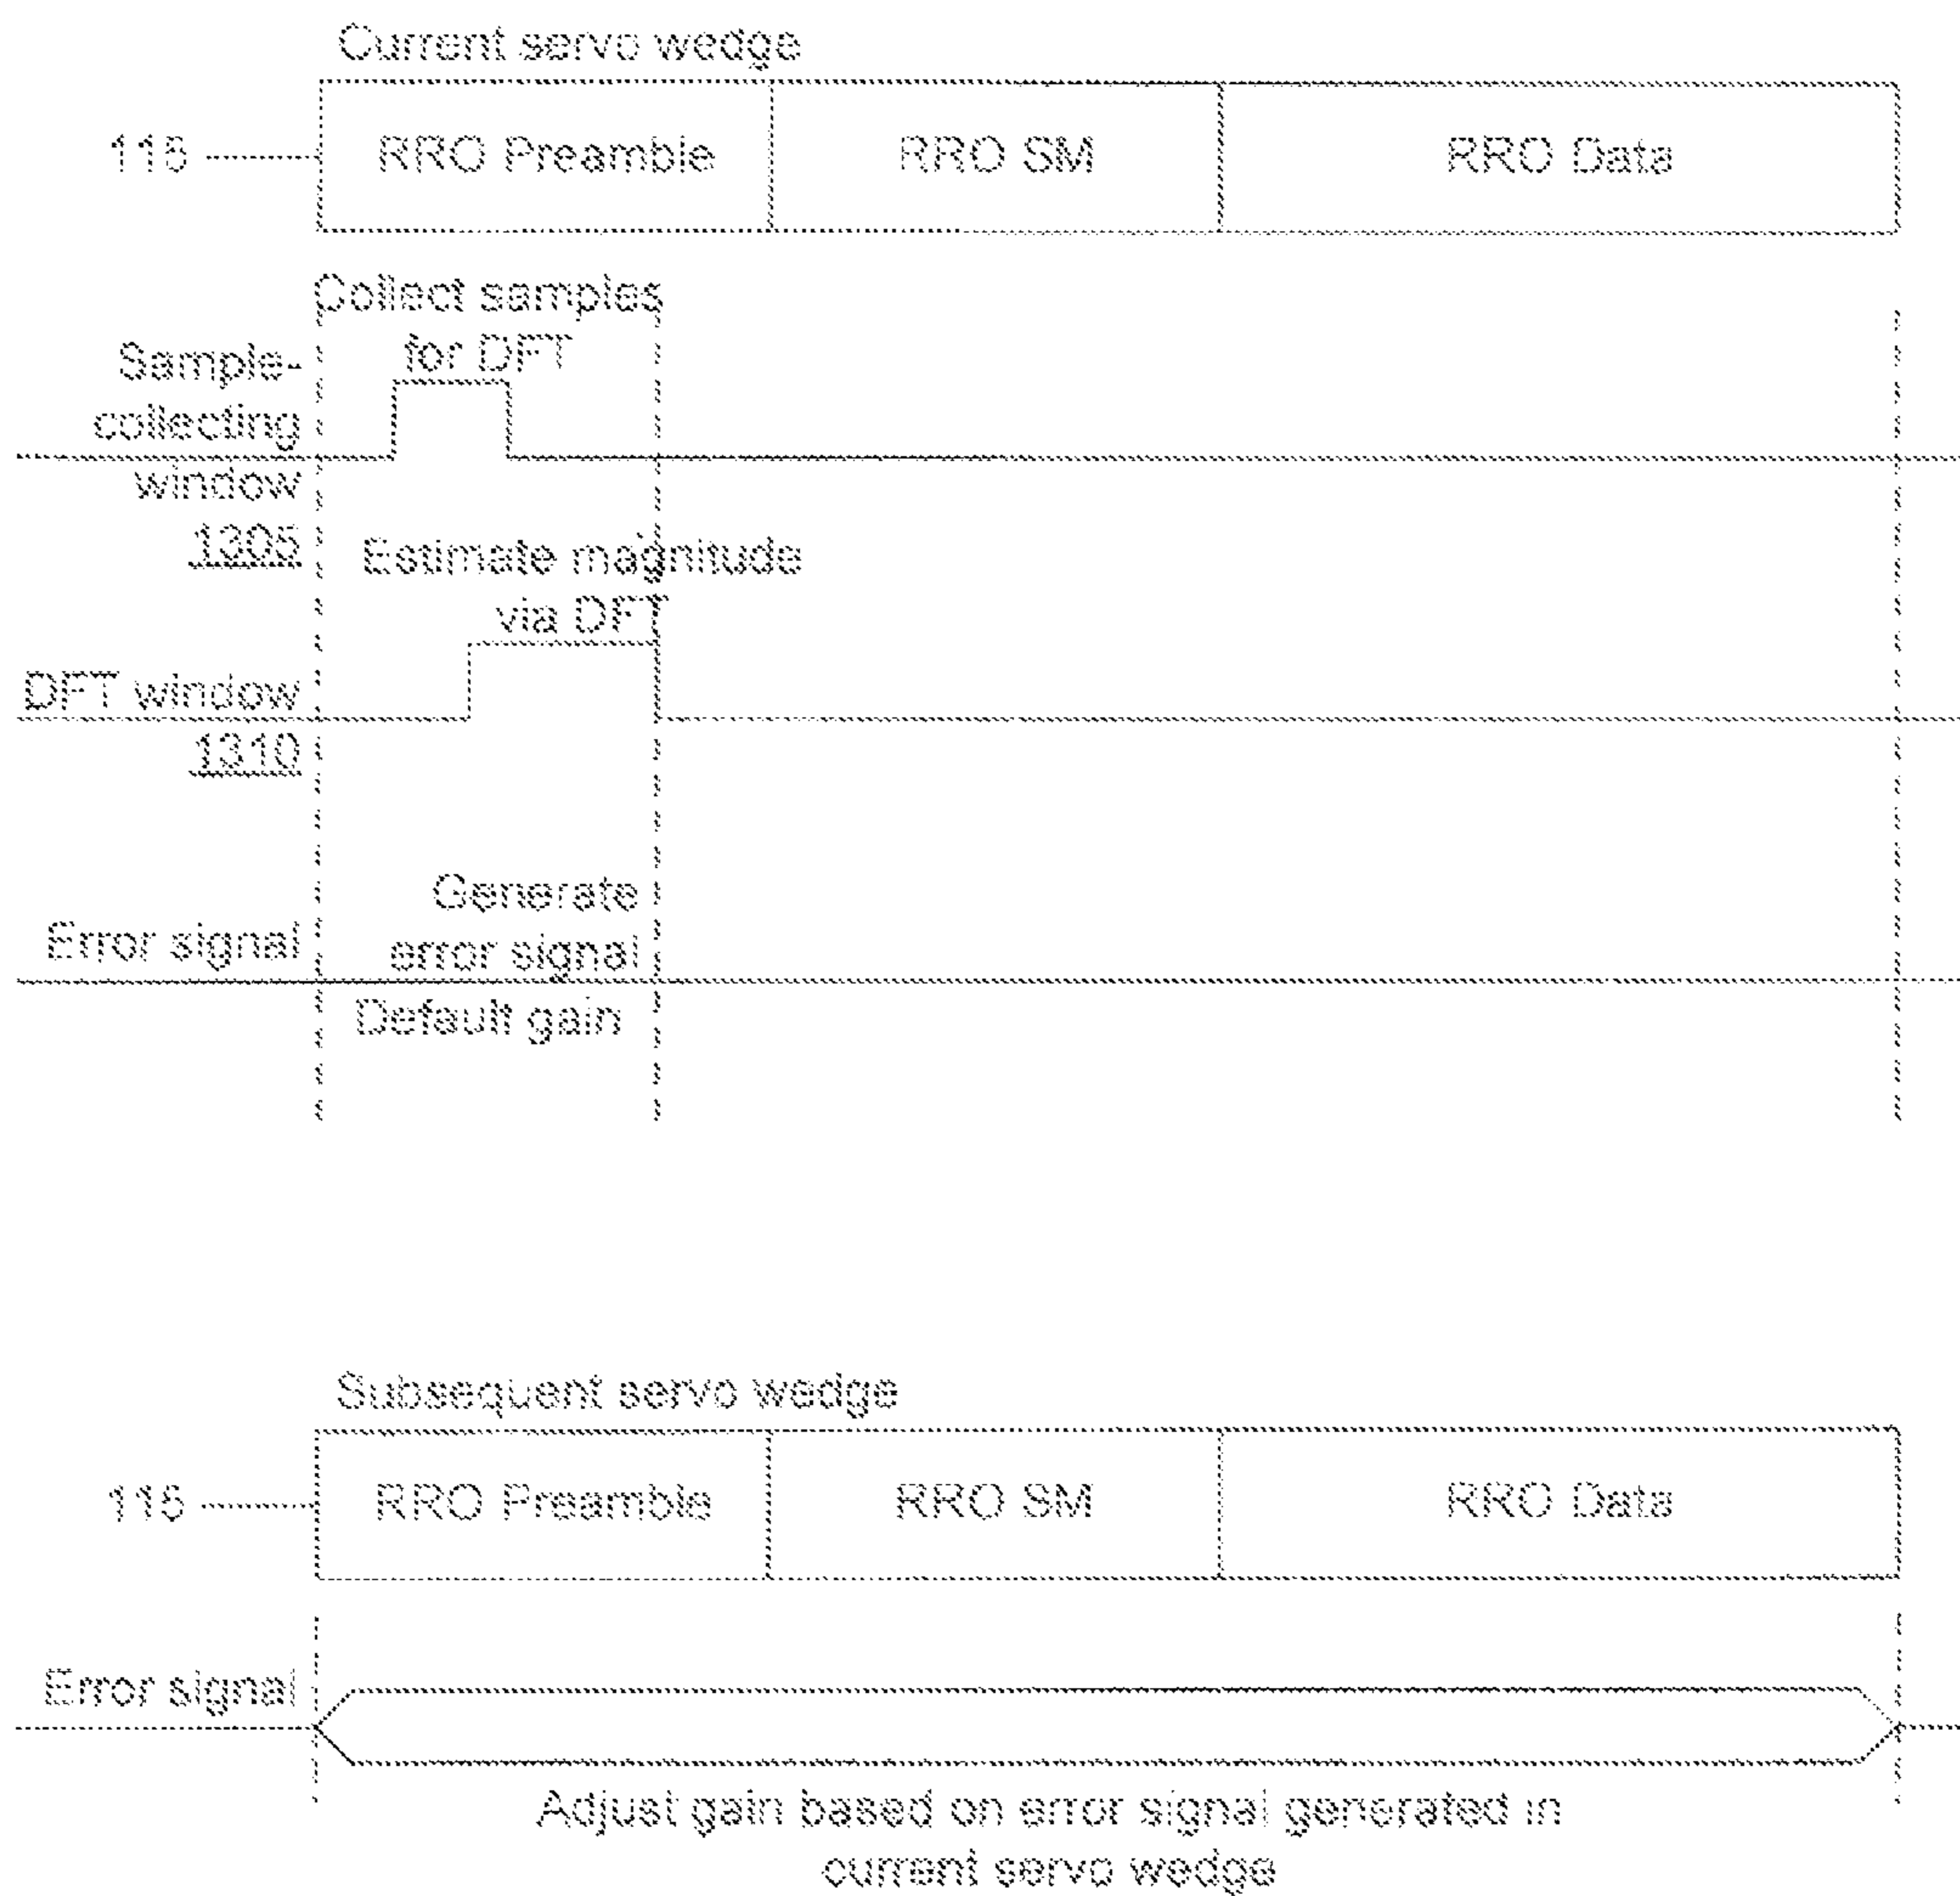 Current servo wedge
115
RRO Preamble
RRO SM
RRO Data
Collect samples
for DFT
Sample-
collecting
window
1305
Estimate magnitude
via DFT
DFT window
1310
Generate
error signal
Error signal
Default gain
Subsequent servo wedge
115
RRO Preamble
RRO SM
RRO Data
Error signal
Adjust gain based on error signal generated in
current servo wedge